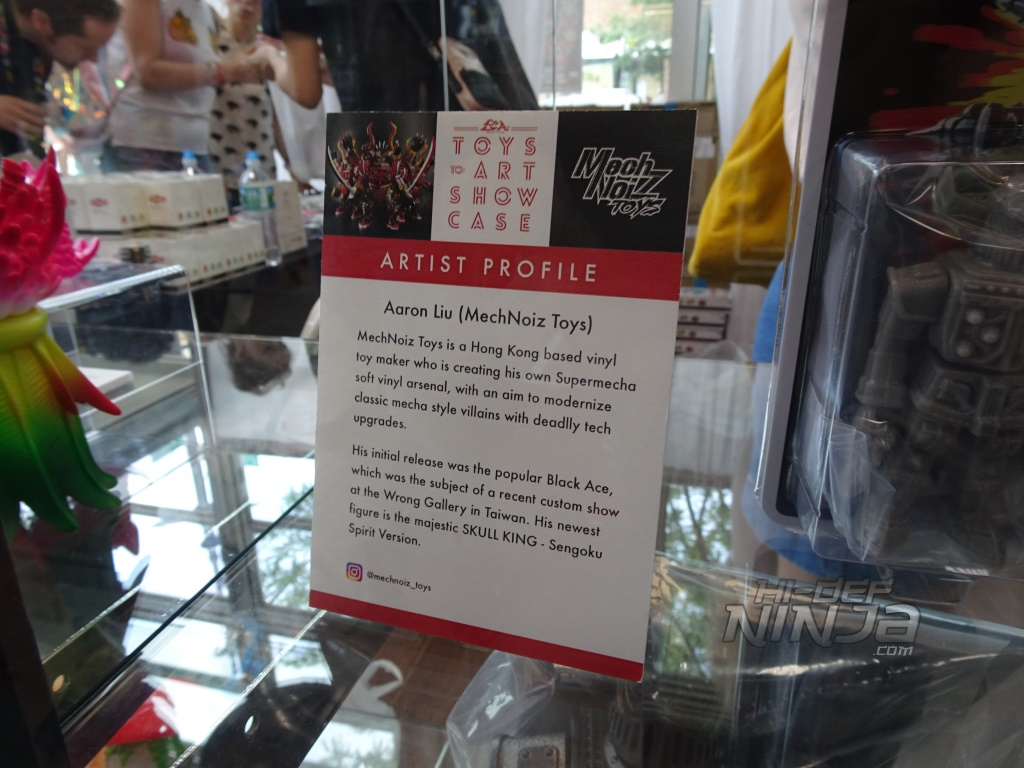 TOYS
TO ART
SHOW
CASE
Mech
NoiZ
TOYZ
ARTIST PROFILE
Aaron Liu (MechNoiz Toys)
MechNoiz Toys is a Hong Kong based vinyl
toy maker who is creating his own Supermecha
soft vinyl arsenal, with an aim to modernize
classic mecha style villains with deadlly tech
upgrades.
His initial release was the popular Black Ace,
which was the subject of a recent custom show
at the Wrong Gallery in Taiwan. His newest
figure is the majestic SKULL KING - Sengoku
Spirit Version.
@mechnoiz_toys
HI-DEF
NINJA
.COM